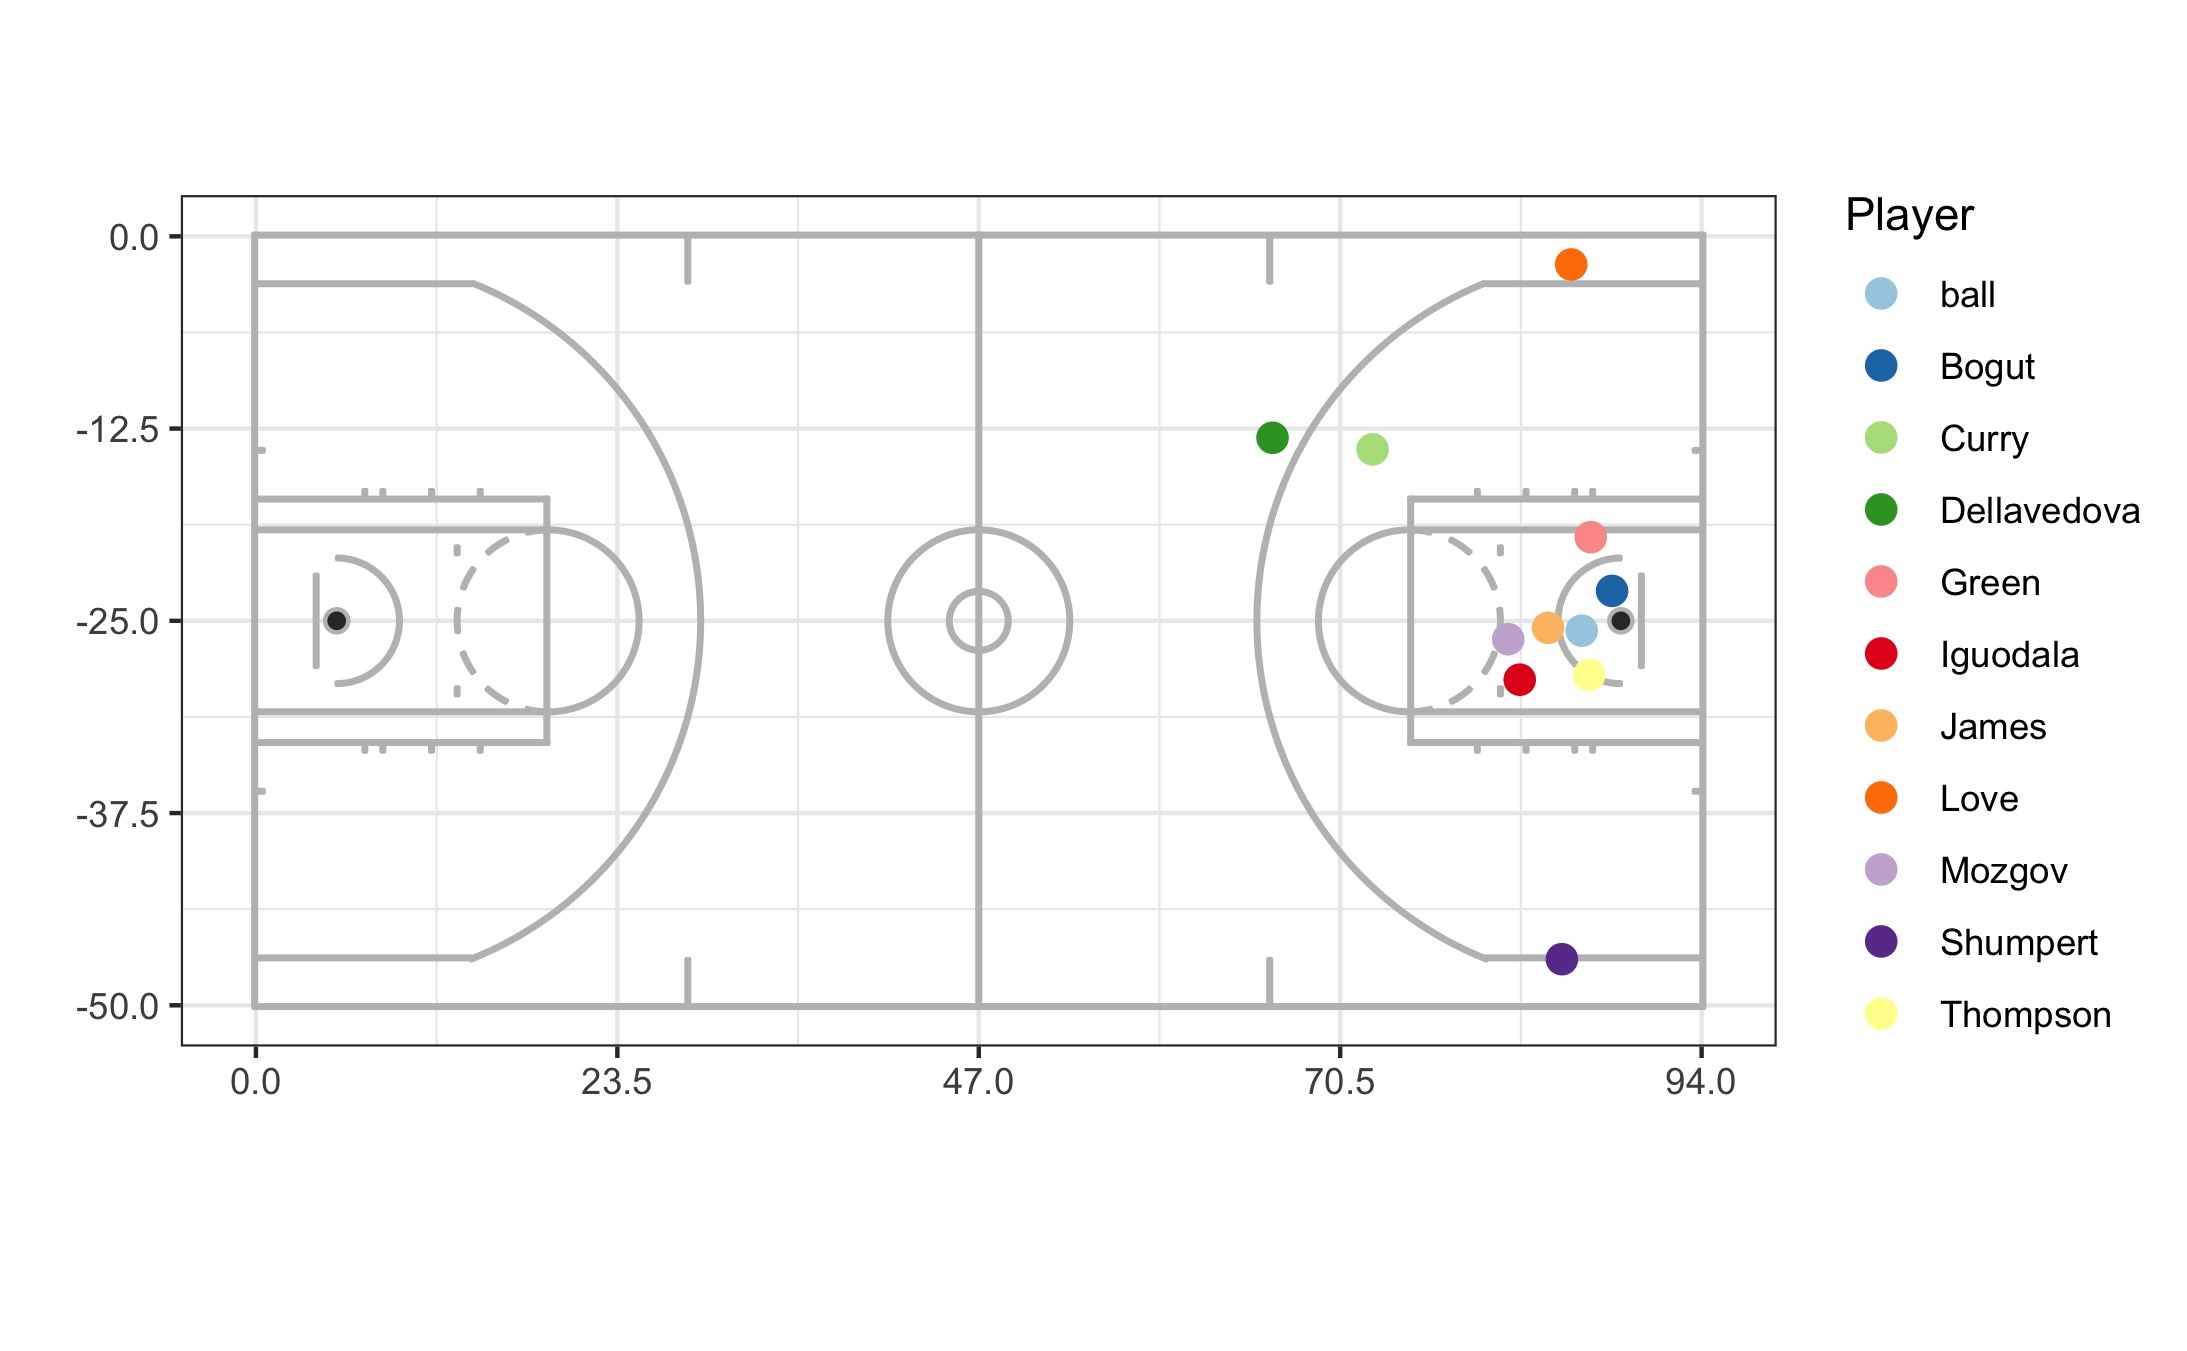 Player
0.0
-12.5
-25.0
-37.5
-50.0
0.0 23.5 47.0 70.5 94.0
ball
Bogut
Curry
Dellavedova
Green
Iguodala
James
Love
Mozgov
Shumpert
Thompson